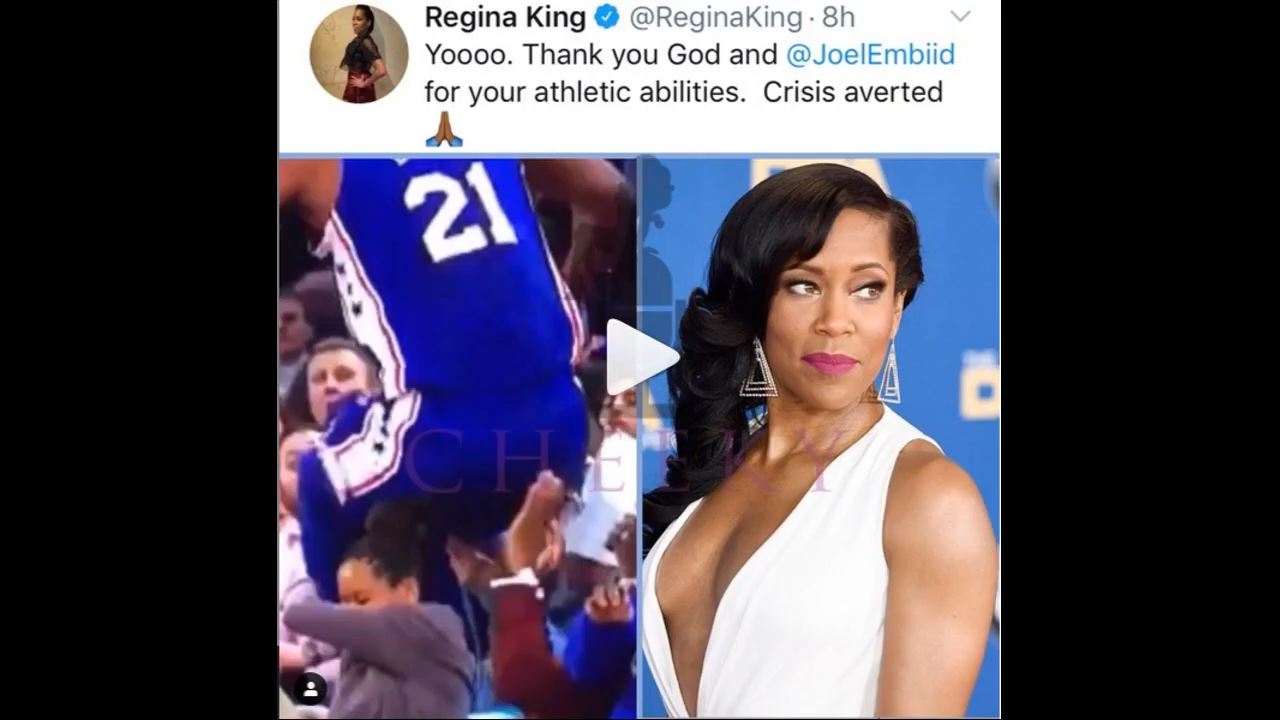 Regina King @ReginaKing · 8h
Yoooo. Thank you God and @JoelEmbiid
for your athletic abilities.  Crisis averted
21
CHEEKY